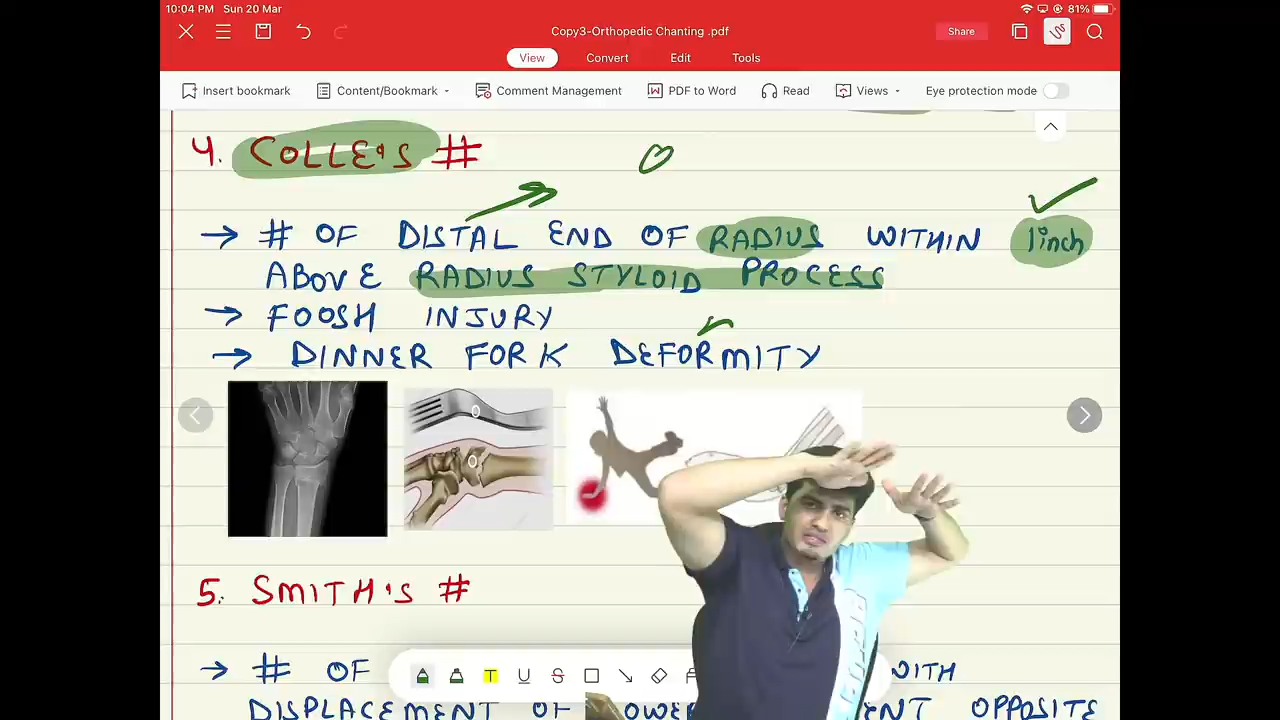 10:04 PM Sun 20 Mar
81%
Copy3-Orthopedic Chanting .pdf
Share
View Convert Edit Tools
Insert bookmark Content/Bookmark Comment Management PDF to Word Read Views Eye protection mode
4. COLLE'S #
→ # OF DISTAL END OF RADIUS WITHIN 1inch
ABOVE RADIUS STYLOID PROCESS
→ FOOSH INJURY
→ DINNER FORK DEFORMITY
5. SMITH'S #
→ # OF WITH
DISPLACEMENT OF OPPOSITE